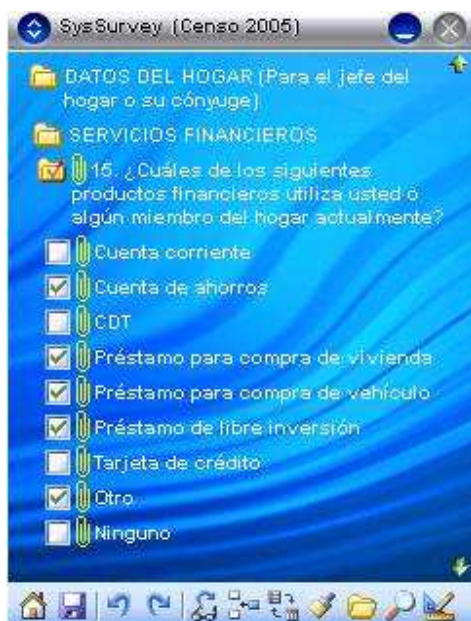 SysSurvey (Censo 2005)
DATOS DEL HOGAR (Para el jefe del
hogar o su cónyuge)
SERVICIOS FINANCIEROS
15. ¿Cuáles de los siguientes
productos financieros utiliza usted o
algún miembro del hogar actualmente?
Cuenta corriente
Cuenta de ahorros
CDT
Préstamo para compra de vivienda
Préstamo para compra de vehículo
Préstamo de libre inversión
Tarjeta de crédito
Otro
Ninguno